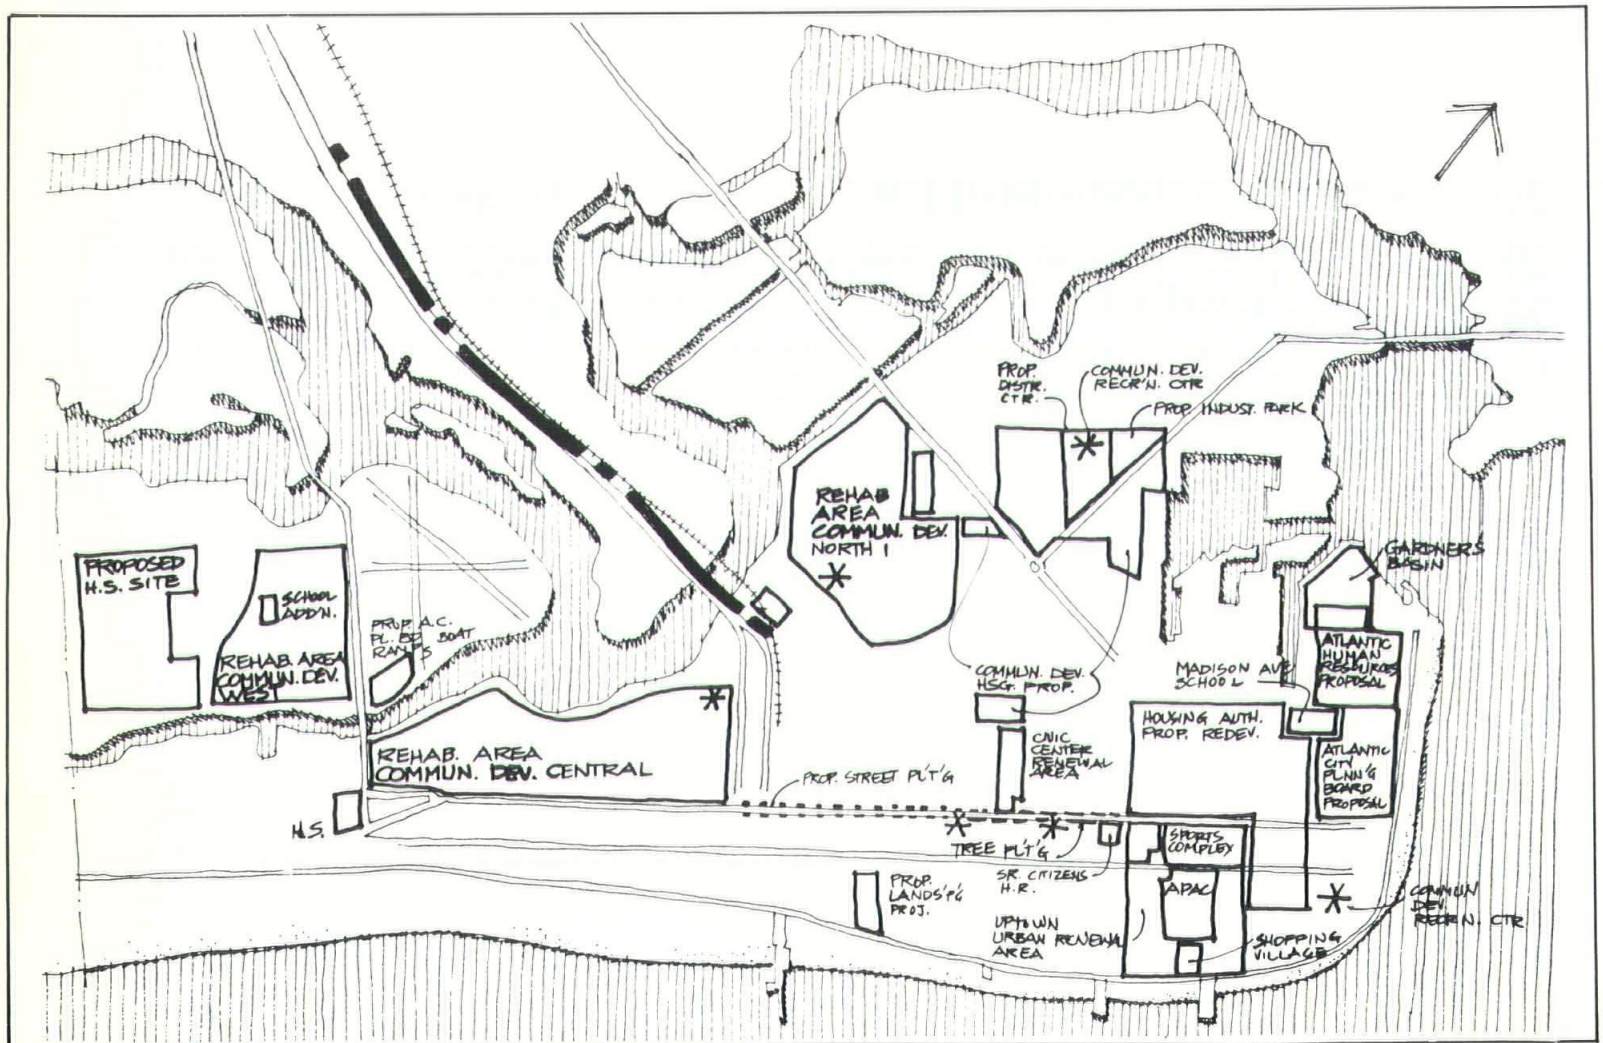 PROP.
DISTR.
CTR.
COMMUN. DEV.
RECR'N. CTR
PROP. INDUST. PARK
REHAB
AREA
COMMUN. DEV.
NORTH 1
PROPOSED
H.S. SITE
SCHOOL
ADD'N.
REHAB. AREA
COMMUN. DEV.
WEST
PROP. A.C.
PL. BD BOAT
RAMPS
GARDNER'S
BASIN
ATLANTIC
HUMAN
RESOURCES
PROPOSAL
MADISON AVE
SCHOOL
COMMUN. DEV.
HSG. PROP.
HOUSING AUTH.
PROP. REDEV.
CIVIC
CENTER
RENEWAL
AREA
ATLANTIC
CITY
PLNN'G
BOARD
PROPOSAL
REHAB. AREA
COMMUN. DEV. CENTRAL
PROP. STREET PLT'G
H.S.
TREE PLT'G
SPORTS
COMPLEX
SR. CITIZENS
H.R.
APAC
PROP.
LANDS'P'G
PROJ.
UPTOWN
URBAN RENEWAL
AREA
SHOPPING
VILLAGE
COMMUN
DEV.
RECR'N. CTR